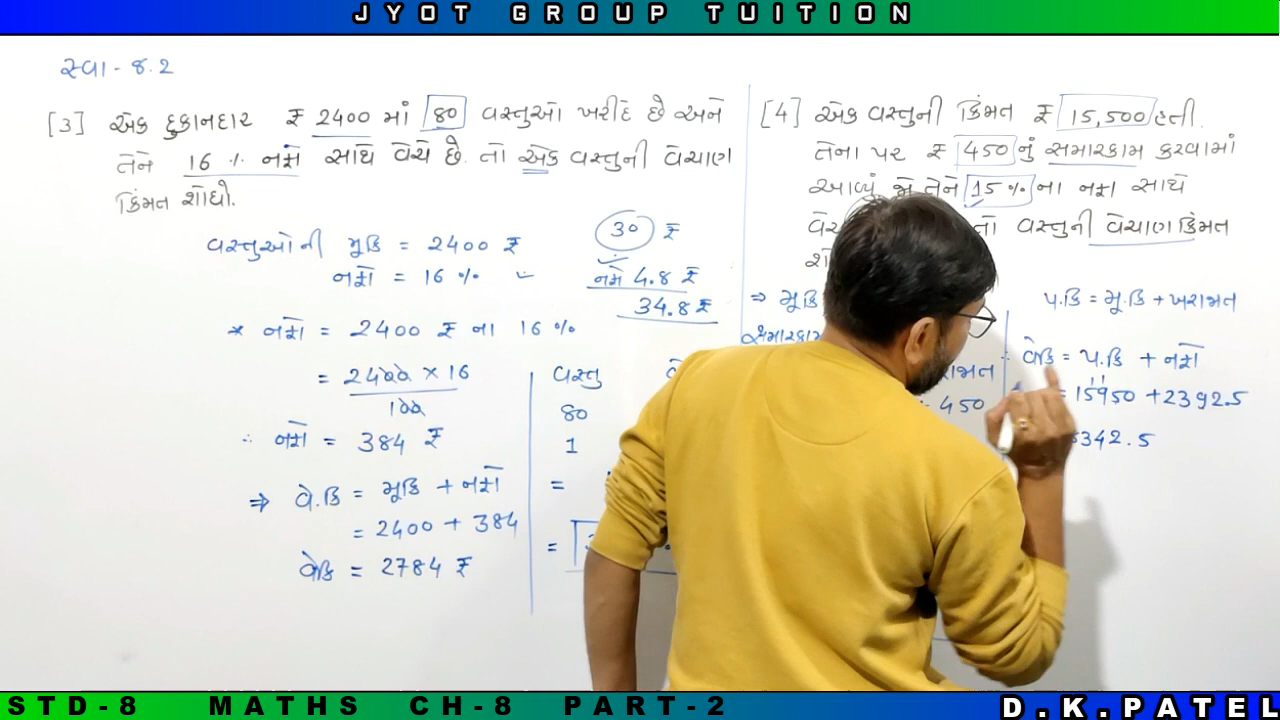 JYOT GROUP TUITION
સ્વા - 8.2
[3] એક દુકાનદાર ₹ 2400 માં 80 વસ્તુઓ ખરીદે છે અને
તેને 16 % નફા સાથે વેચે છે. તો એક વસ્તુની વેચાણ
કિંમત શોધો.
વસ્તુઓની મૂકિ = 2400 ₹
નફો = 16 %
30 ₹
નફો 4.8 ₹
34.8 ₹
* નફો = 2400 ₹ ના 16 %
= 2400 × 16
100
∴ નફો = 384 ₹
⇒ વે.કિ = મૂકિ + નફો
= 2400 + 384
વેકિ = 2784 ₹
વસ્તુ
80
1
=
=
[4] એક વસ્તુની કિંમત ₹ 15,500 હતી.
તેના પર ₹ 450 નું સમારકામ કરવામાં
આવ્યું. જો તેને 15 % ના નફા સાથે
તો વસ્તુની વેચાણ કિંમત
⇒ મૂકિ
સમારકામ
450
પ.કિ = મૂ.કિ + ખરાજત
∴ વેકિ = પ.કિ + નફો
= 15950 + 2392.5
8342.5
STD-8 MATHS CH-8 PART-2
D.K.PATEL